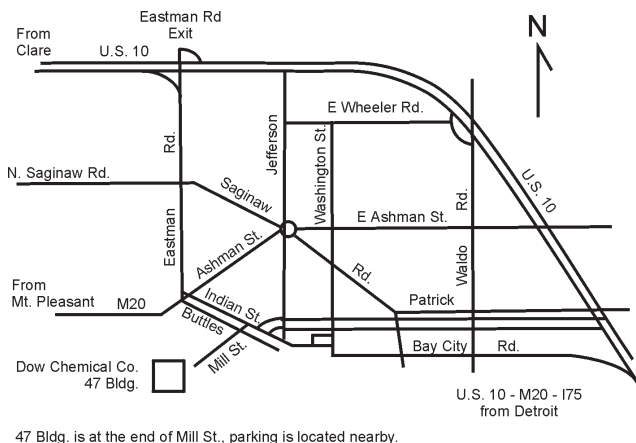 Eastman Rd
Exit
From
Clare
U.S. 10
N
E Wheeler Rd.
Rd.
Jefferson
Washington St.
N. Saginaw Rd.
Saginaw
U.S. 10
E Ashman St.
Rd.
Eastman
Ashman St.
Rd.
Waldo
From
Mt. Pleasant
M20
Indian St.
Patrick
Buttles
Mill St.
Bay City
Rd.
Dow Chemical Co.
47 Bldg.
U.S. 10 - M20 - I75
from Detroit
47 Bldg. is at the end of Mill St., parking is located nearby.